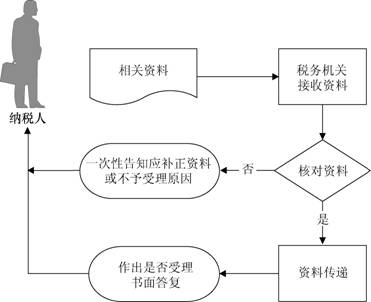 相关资料
税务机关
接收资料
纳税人
一次性告知应补正资料
或不予受理原因
否
核对资料
是
作出是否受理
书面答复
资料传递